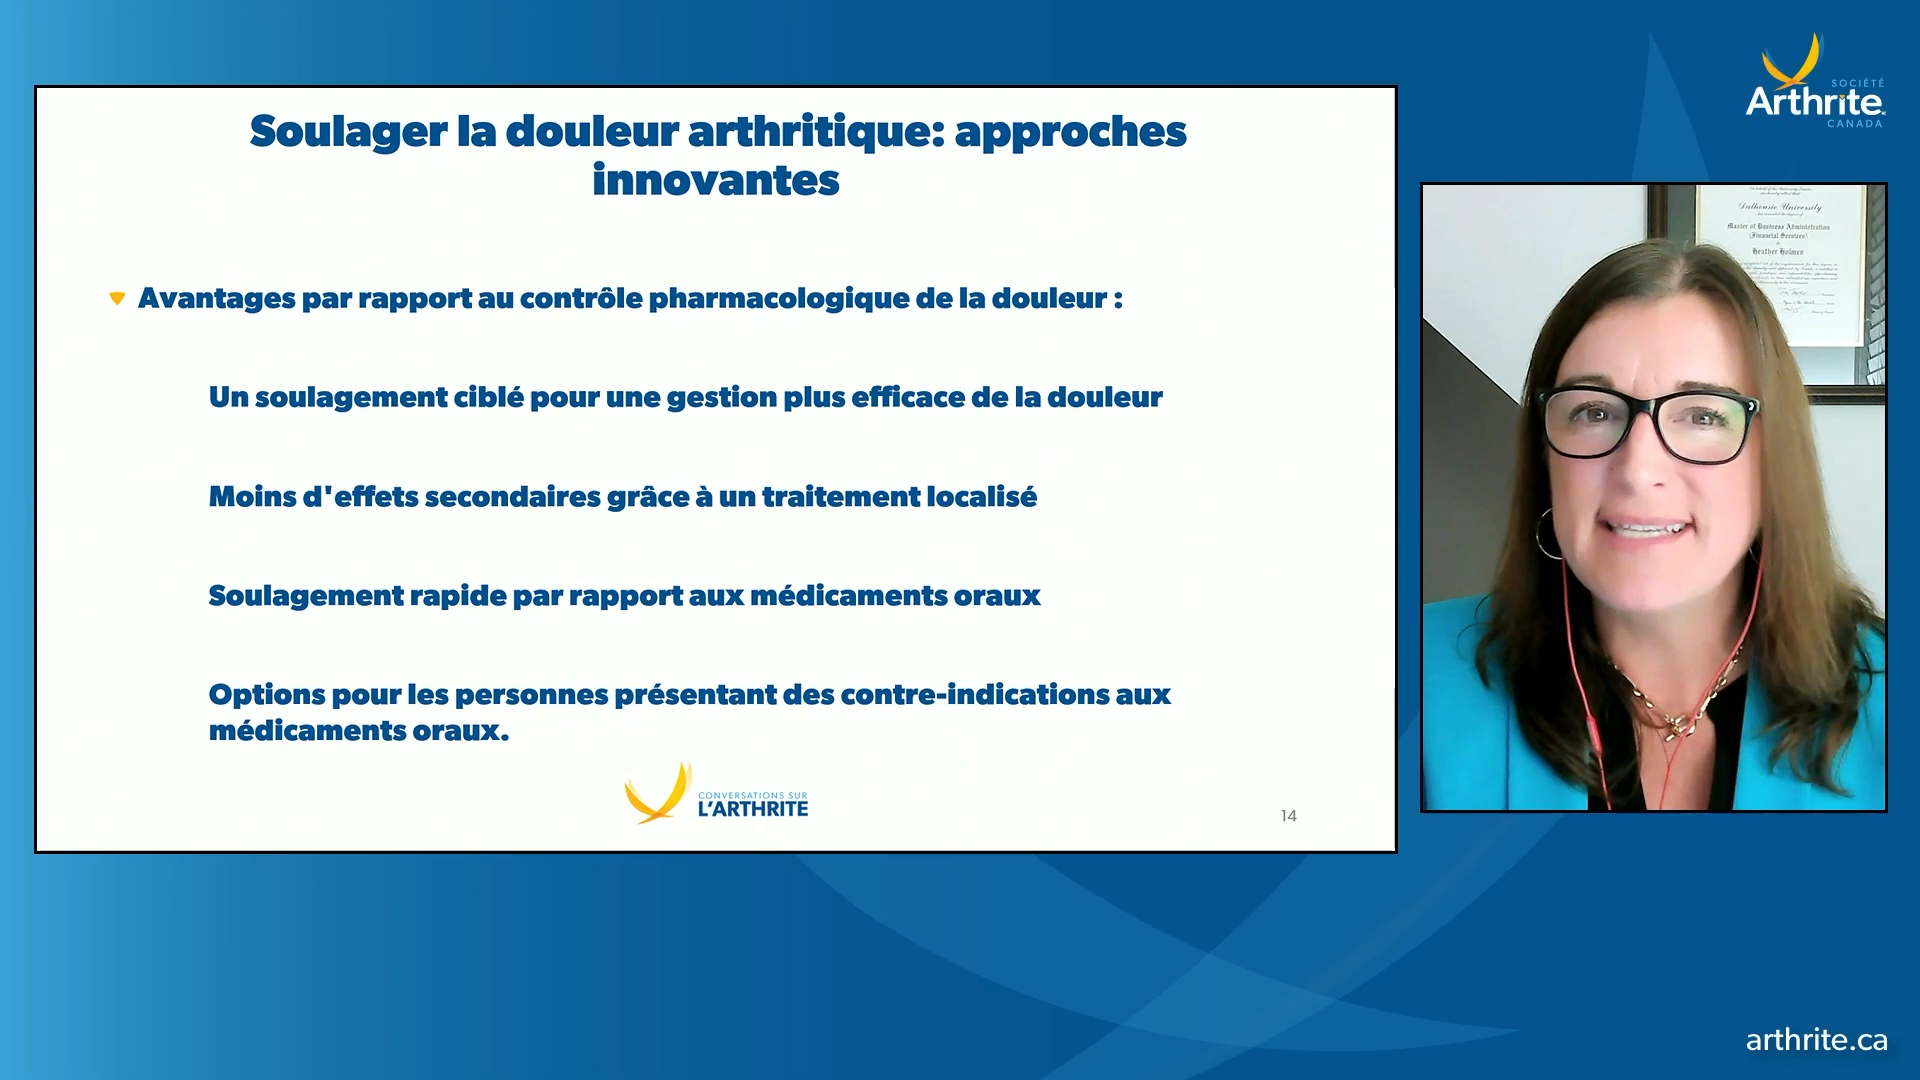 Soulager la douleur arthritique: approches
innovantes
Avantages par rapport au contrôle pharmacologique de la douleur :
Un soulagement ciblé pour une gestion plus efficace de la douleur
Moins d'effets secondaires grâce à un traitement localisé
Soulagement rapide par rapport aux médicaments oraux
Options pour les personnes présentant des contre-indications aux
médicaments oraux.
CONVERSATIONS SUR
L'ARTHRITE
14
SOCIÉTÉ
Arthrite
CANADA
Dalhousie University
Master of Business Administration
(Financial Services)
Heather Holmes
arthrite.ca